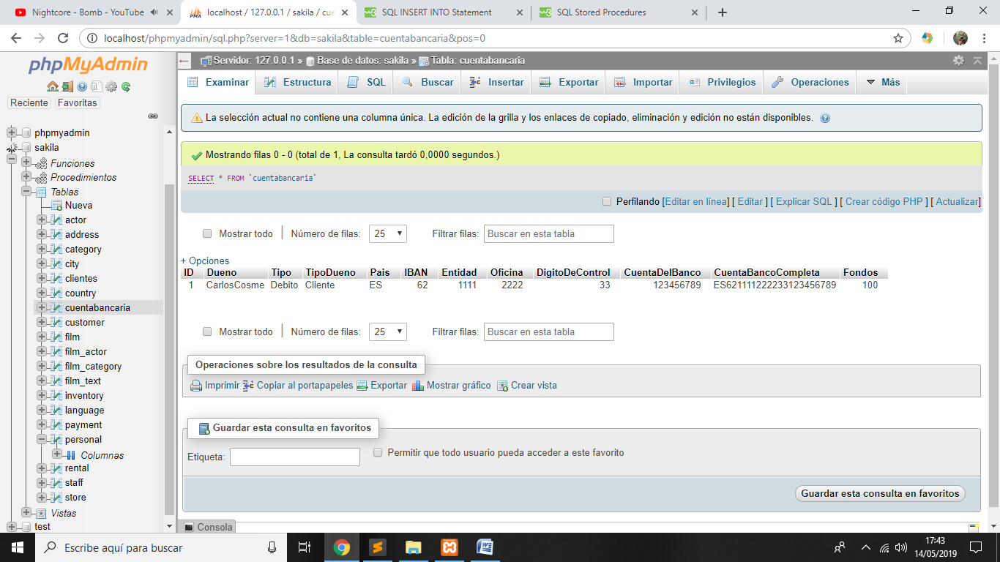 Nightcore - Bomb - YouTube
localhost / 127.0.0.1 / sakila / cue
SQL INSERT INTO Statement
SQL Stored Procedures
localhost/phpmyadmin/sql.php?server=1&db=sakila&table=cuentabancaria&pos=0
phpMyAdmin
Reciente Favoritas
phpmyadmin
sakila
Funciones
Procedimientos
Tablas
Nueva
actor
address
category
city
clientes
country
cuentabancaria
customer
film
film_actor
film_category
film_text
inventory
language
payment
personal
Columnas
rental
staff
store
Vistas
test
Servidor: 127.0.0.1 » Base de datos: sakila » Tabla: cuentabancaria
Examinar Estructura SQL Buscar Insertar Exportar Importar Privilegios Operaciones Más
La selección actual no contiene una columna única. La edición de la grilla y los enlaces de copiado, eliminación y edición no están disponibles.
Mostrando filas 0 - 0 (total de 1, La consulta tardó 0,0000 segundos.)
SELECT * FROM `cuentabancaria`
Perfilando [Editar en línea] [ Editar ] [ Explicar SQL ] [ Crear código PHP ] [ Actualizar]
Mostrar todo | Número de filas: 25 Filtrar filas: Buscar en esta tabla
+ Opciones
ID Dueno Tipo TipoDueno Pais IBAN Entidad Oficina DigitoDeControl CuentaDelBanco CuentaBancoCompleta Fondos
1 CarlosCosme Debito Cliente ES 62 1111 2222 33 123456789 ES621111222233123456789 100
Mostrar todo | Número de filas: 25 Filtrar filas: Buscar en esta tabla
Operaciones sobre los resultados de la consulta
Imprimir Copiar al portapapeles Exportar Mostrar gráfico Crear vista
Guardar esta consulta en favoritos
Etiqueta: Permitir que todo usuario pueda acceder a este favorito
Guardar esta consulta en favoritos
Consola
Escribe aquí para buscar
17:43
14/05/2019